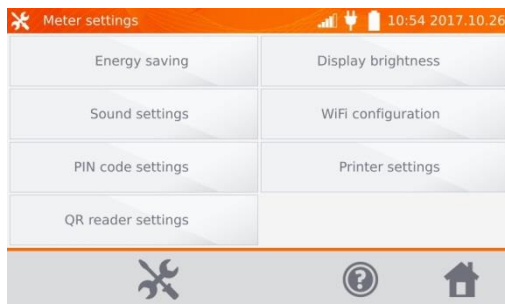 Meter settings 10:54 2017.10.26
Energy saving Display brightness
Sound settings WiFi configuration
PIN code settings Printer settings
QR reader settings